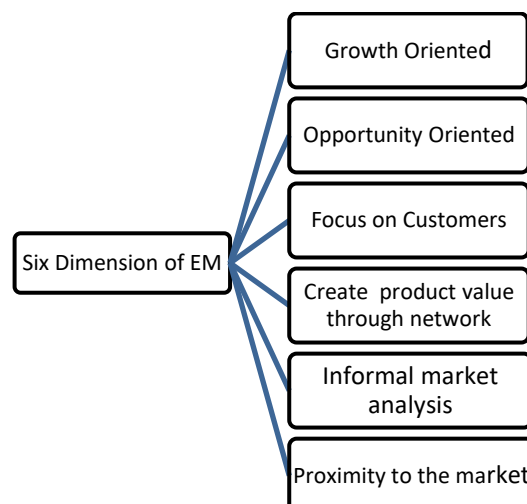 Growth Oriented
Opportunity Oriented
Focus on Customers
Six Dimension of EM
Create product value
through network
Informal market
analysis
Proximity to the market